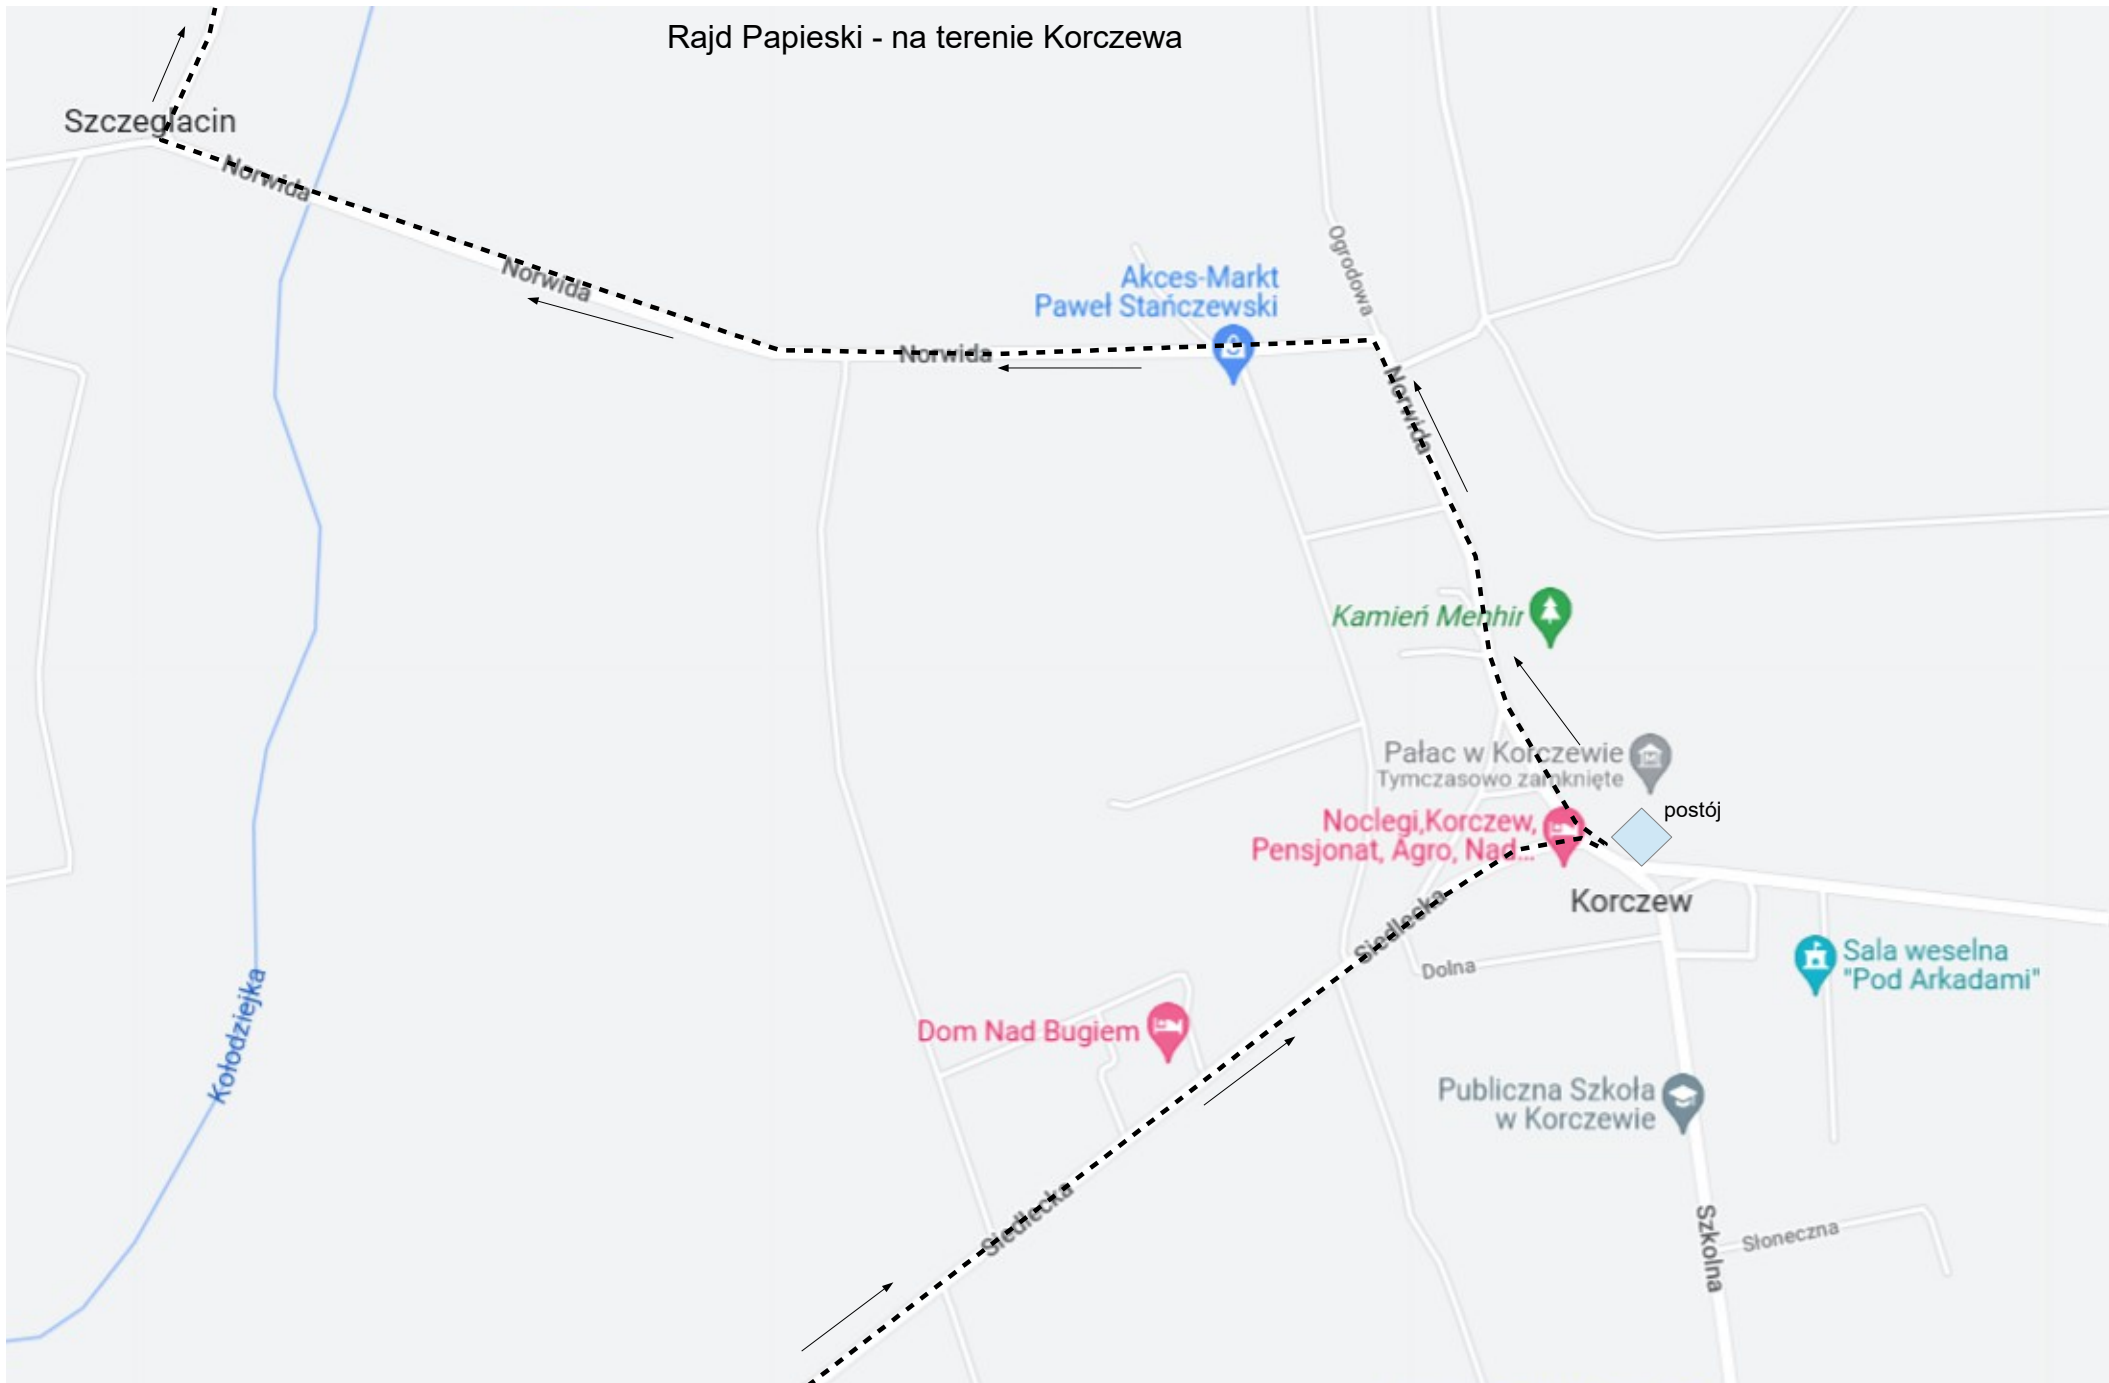 Rajd Papieski - na terenie Korczewa
Szczeglacin
Norwida
Norwida
Ogrodowa
Akces-Markt
Paweł Stańczewski
Norwida
Norwida
Kamień Menhir
Pałac w Korczewie
Tymczasowo zamknięte
postój
Noclegi,Korczew,
Pensjonat, Agro, Nad...
Korczew
Siedlecka
Dolna
Sala weselna
"Pod Arkadami"
Kołodziejka
Dom Nad Bugiem
Publiczna Szkoła
w Korczewie
Siedlecka
Szkolna
Słoneczna